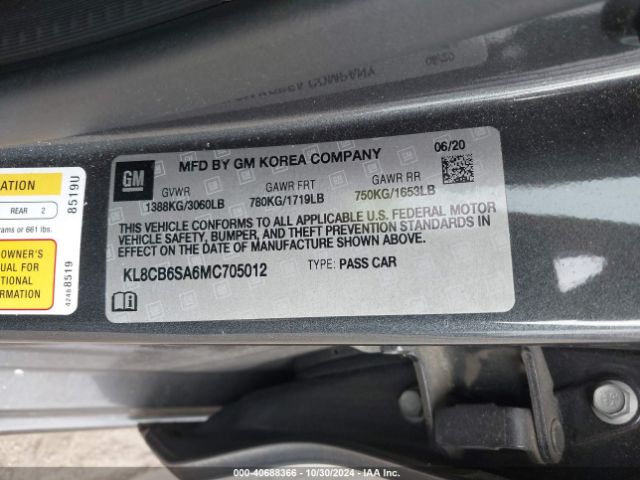 GM
MFD BY GM KOREA COMPANY
06/20
GVWR
1388KG/3060LB
GAWR FRT
780KG/1719LB
GAWR RR
750KG/1653LB
THIS VEHICLE CONFORMS TO ALL APPLICABLE U.S. FEDERAL MOTOR
VEHICLE SAFETY, BUMPER, AND THEFT PREVENTION STANDARDS IN
EFFECT ON THE DATE OF MANUFACTURE SHOWN ABOVE.
KL8CB6SA6MC705012
TYPE: PASS CAR
ATION
REAR 2
rams or 661 lbs.
OWNER'S
UAL FOR
TIONAL
RMATION
8519U
42468519
000-40688366 • 10/30/2024 • IAA Inc.